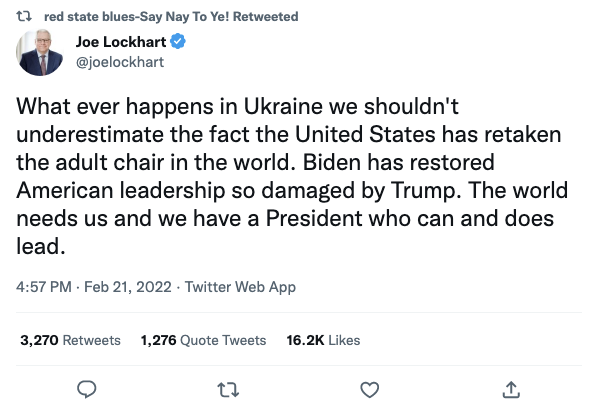 red state blues-Say Nay To Ye! Retweeted
Joe Lockhart
@joelockhart
What ever happens in Ukraine we shouldn't
underestimate the fact the United States has retaken
the adult chair in the world. Biden has restored
American leadership so damaged by Trump. The world
needs us and we have a President who can and does
lead.
4:57 PM · Feb 21, 2022 · Twitter Web App
3,270 Retweets 1,276 Quote Tweets 16.2K Likes